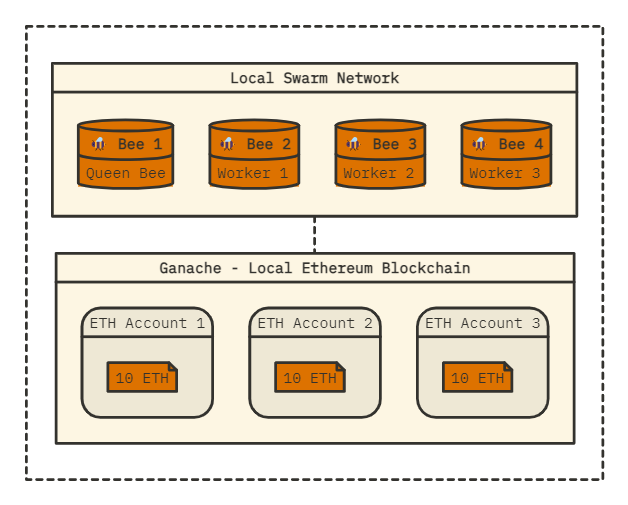 Local Swarm Network
🐝 Bee 1
Queen Bee
🐝 Bee 2
Worker 1
🐝 Bee 3
Worker 2
🐝 Bee 4
Worker 3
Ganache - Local Ethereum Blockchain
ETH Account 1
10 ETH
ETH Account 2
10 ETH
ETH Account 3
10 ETH